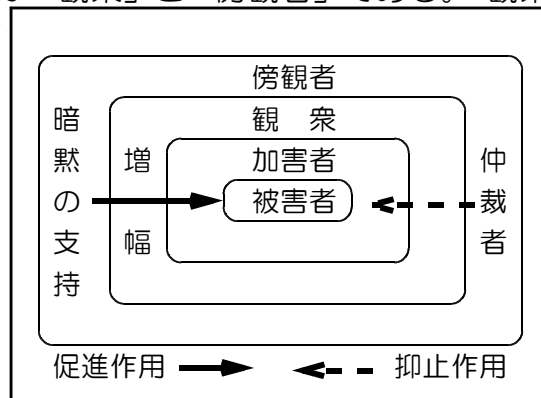 傍観者
観 衆
加害者
被害者
暗黙の支持
増幅
仲裁者
促進作用
抑止作用